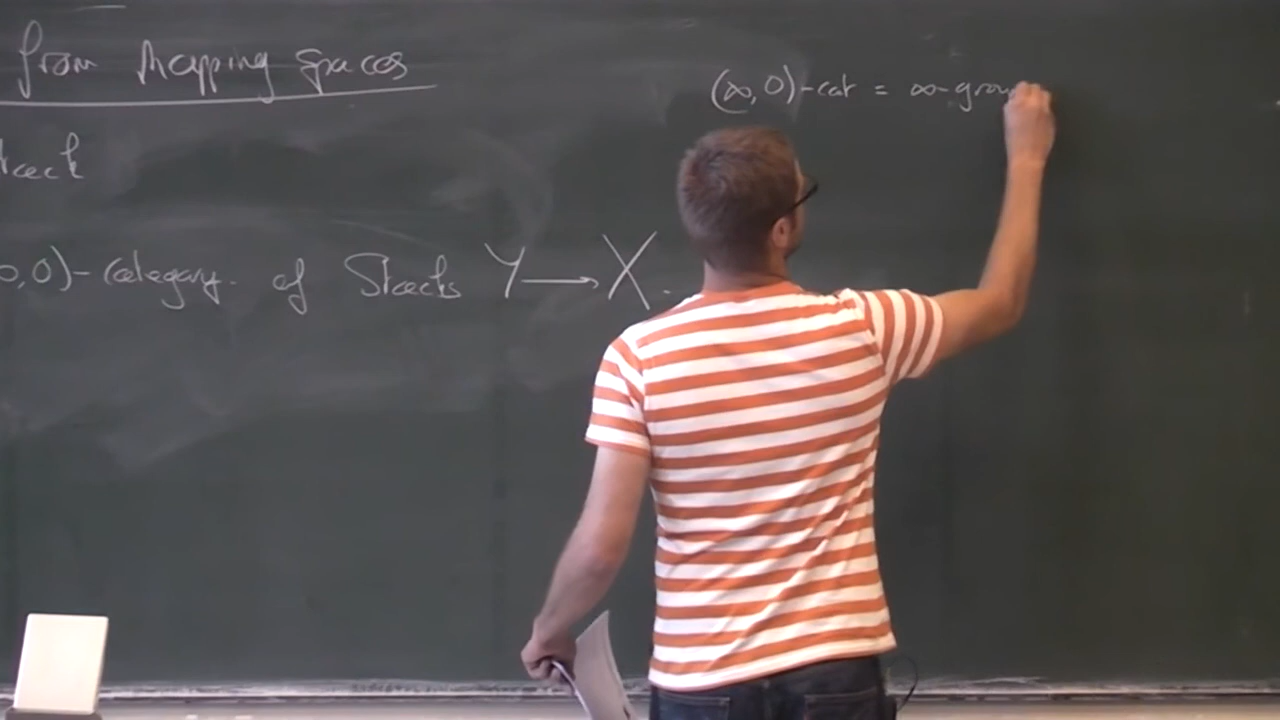 from Mapping Spaces
(∞,0)-cat = ∞-grou
tack
∞,0)-Category. of Stacks Y → X.